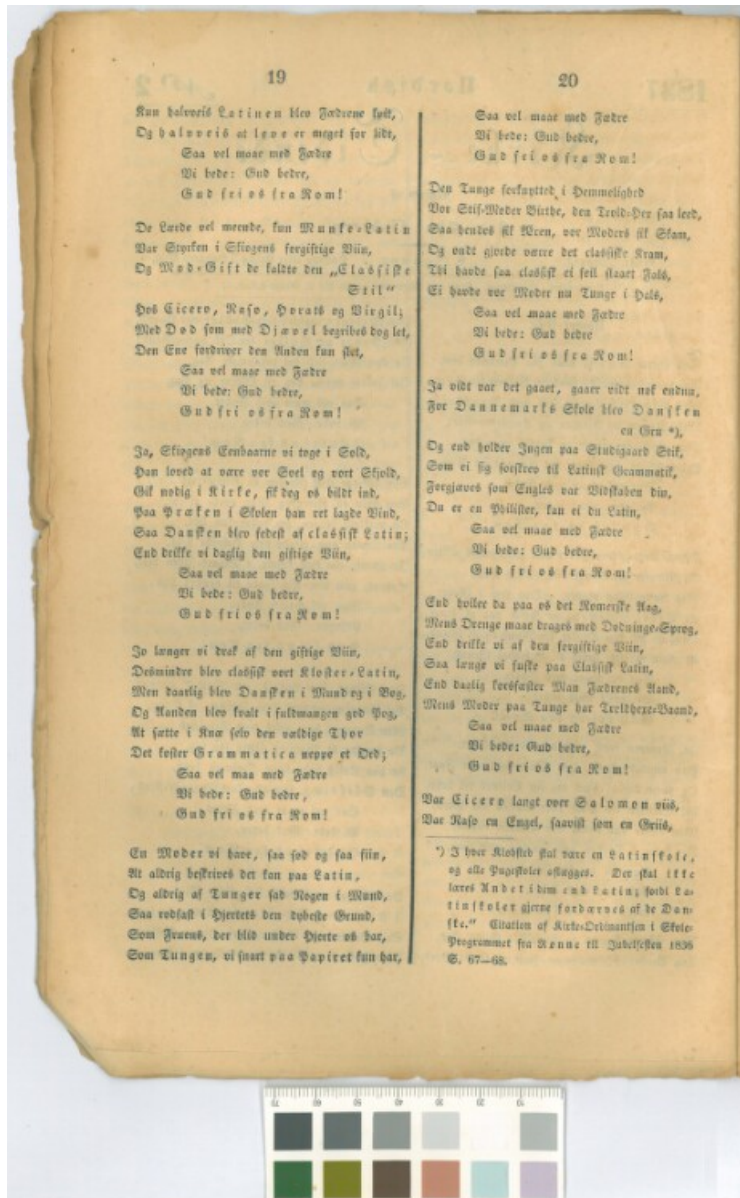 19
Kun halvveis Latinen blev Fædrene kvit,
Og halvveis at leve er meget for lidt,
Saa vel maae med Fædre
Vi bede: Gud bedre,
Gud fri os fra Rom!
De Lærde vel meende, kun Munke-Latin
Var Styrken i Skiøgens forgiftige Viin,
Og Mod-Gift de kaldte den „Classiske
Stil“
Hos Cicero, Naso, Horats og Virgil;
Med Død som med Djævel begribes dog let,
Den Ene fordriver den Anden kun slet,
Saa vel maae med Fædre
Vi bede: Gud bedre,
Gud fri os fra Rom!
Ja, Skiøgens Eenbaarne vi toge i Sold,
Han loved at være vor Svel og vort Skjold,
Gik nødig i Kirke, fik dog os bildt ind,
Paa Præken i Skolen han ret lagde Vind,
Saa Dansken blev fedest af classisk Latin;
End drikke vi daglig den giftige Viin,
Saa vel maae med Fædre
Vi bede: Gud bedre,
Gud fri os fra Rom!
Jo længer vi drak af den giftige Viin,
Desmindre blev classisk vort Kloster-Latin,
Men daarlig blev Dansken i Mund og i Bog,
Og Aanden blev kvalt i fuldmangen god Pog,
At sætte i Knæ selv den vældige Thor
Det koster Grammatica neppe et Ord;
Saa vel maa med Fædre
Vi bede: Gud bedre,
Gud fri os fra Rom!
En Moder vi have, saa sød og saa fiin,
At aldrig beskrives det kan paa Latin,
Og aldrig af Tunger sad Nogen i Mund,
Saa rodfast i Hjertets den dybeste Grund,
Som Fruens, der blid under Hjerte os bar,
Som Tungen, vi snart paa Papiret kun har,
20
Saa vel maae med Fædre
Vi bede: Gud bedre,
Gud fri os fra Rom!
Den Tunge forknytted i Hemmelighed
Vor Stif-Moder Birthe, den Trold-Hex saa leed,
Saa hendes fik Æren, vor Moders fik Skam,
Og ondt gjorde værre det classiske Kram,
Thi havde saa classisk ei feil slaaet Fals,
Ei havde vor Moder nu Tunge i Hals,
Saa vel maae med Fædre
Vi bede: Gud bedre
Gud fri os fra Rom!
Ja vidt var det gaaet, gaaer vidt nok endnu,
For Dannemarks Skole blev Dansken
en Gru *),
Og end holder Ingen paa Studigaard Stik,
Som ei sig forskrev til Latinsk Grammatik,
Forgjæves som Engles var Vidskaben din,
Du er en Philister, kan ei du Latin,
Saa vel maae med Fædre
Vi bede: Gud bedre,
Gud fri os fra Rom!
End hviler da paa os det Romerske Aag,
Mens Drenge maae drages med Dødninge-Sprog,
End drikke vi af den forgiftige Viin,
Saa længe vi fuske paa Classisk Latin,
End daglig korsfæster Man Fædrenes Aand,
Mens Moder paa Tunge har Troldhexe-Baand,
Saa vel maae med Fædre
Vi bede: Gud bedre,
Gud fri os fra Rom!
Var Cicero langt over Salomon viis,
Var Naso en Engel, saavist som en Griis,
*) I hver Kiøbsted skal være en Latinskole,
og alle Pugeskoler aflægges. Der skal ikke
læres Andet i dem end Latin; fordi La-
tinskoler gjerne fordærves af de Dan-
ske.“ Citation af Kirke-Ordinantsen i Skole-
Programmet fra Rønne til Jubelfesten 1836
S. 67—68.